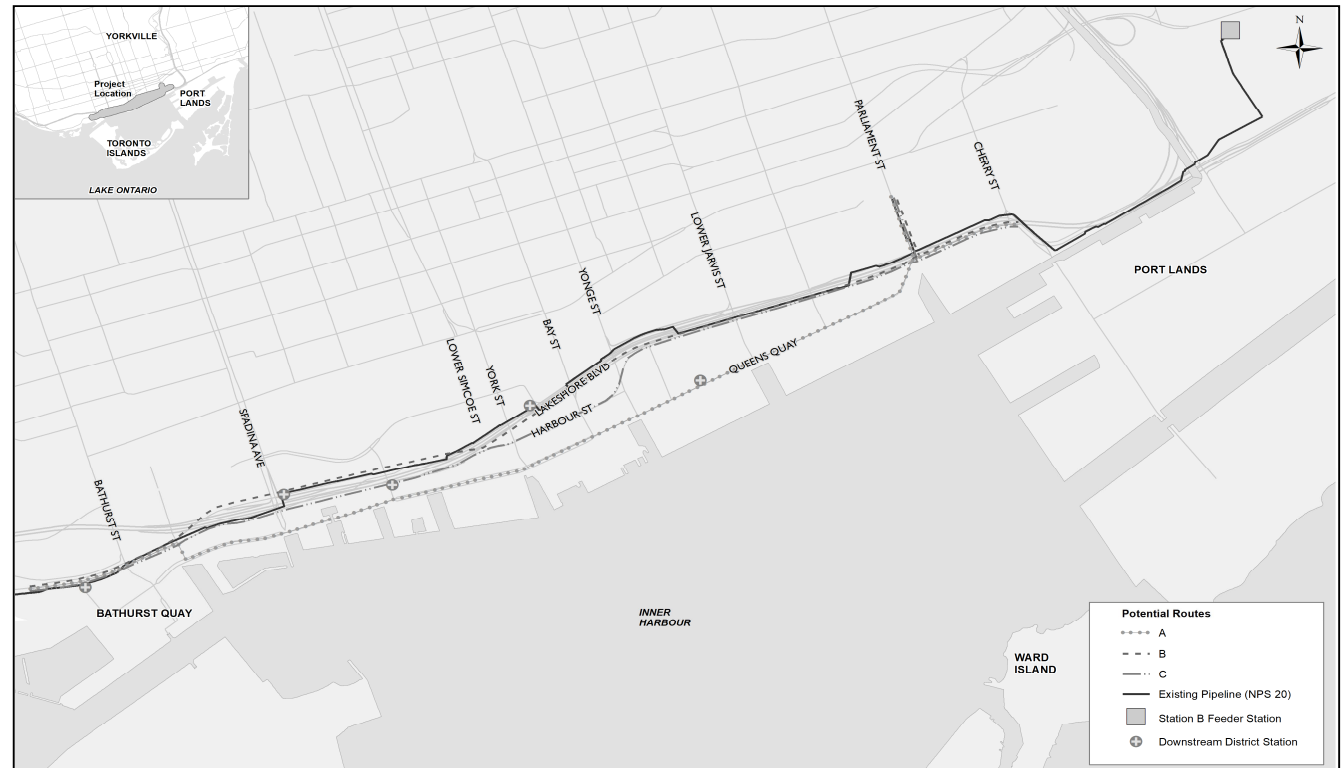 YORKVILLE
Project
Location
PORT
LANDS
TORONTO
ISLANDS
LAKE ONTARIO
N
PARLIAMENT ST
CHERRY ST
LOWER JARVIS ST
PORT LANDS
YONGE ST
BAY ST
LOWER SIMCOE ST
YORK ST
QUEENS QUAY
LAKESHORE BLVD
HARBOUR ST
SPADINA AVE
BATHURST ST
BATHURST QUAY
INNER
HARBOUR
WARD
ISLAND
Potential Routes
A
B
C
Existing Pipeline (NPS 20)
Station B Feeder Station
Downstream District Station